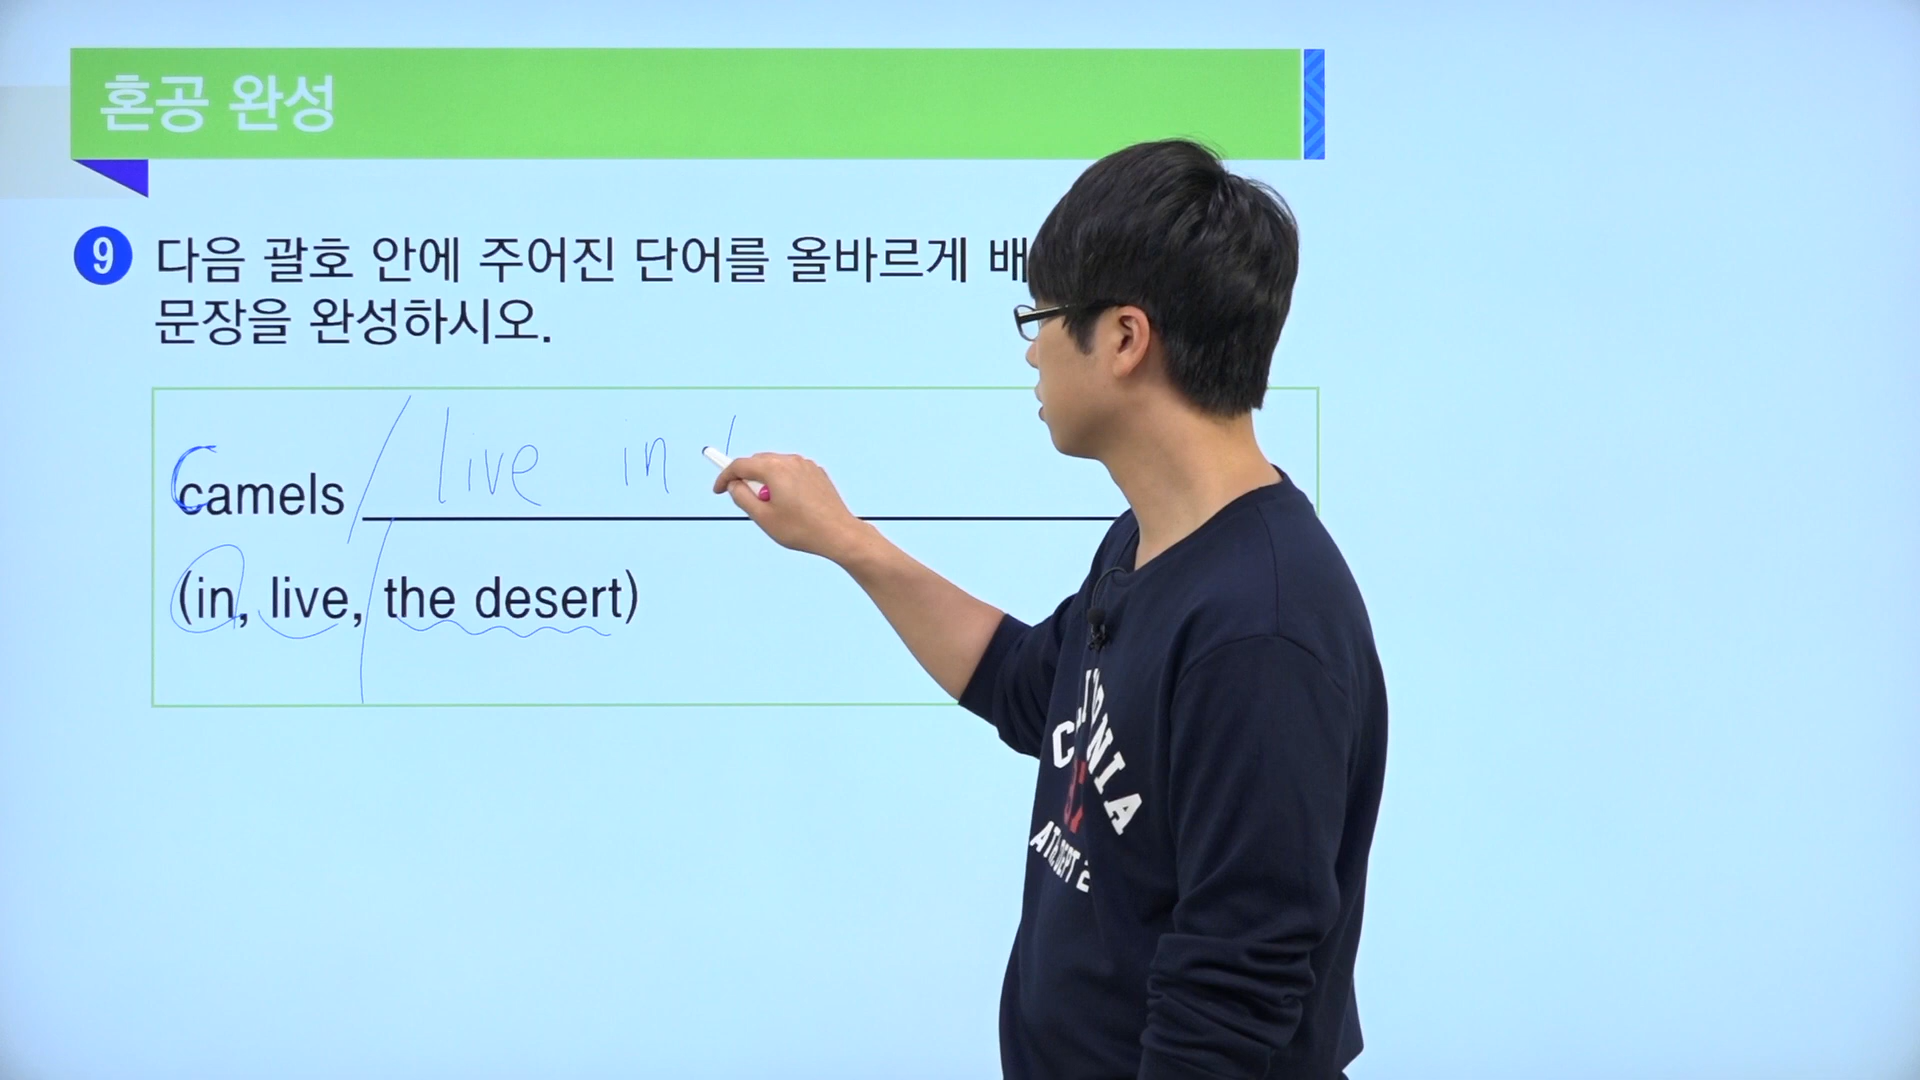 혼공 완성
9 다음 괄호 안에 주어진 단어를 올바르게 배
문장을 완성하시오.
live in
Camels
(in, live, the desert)